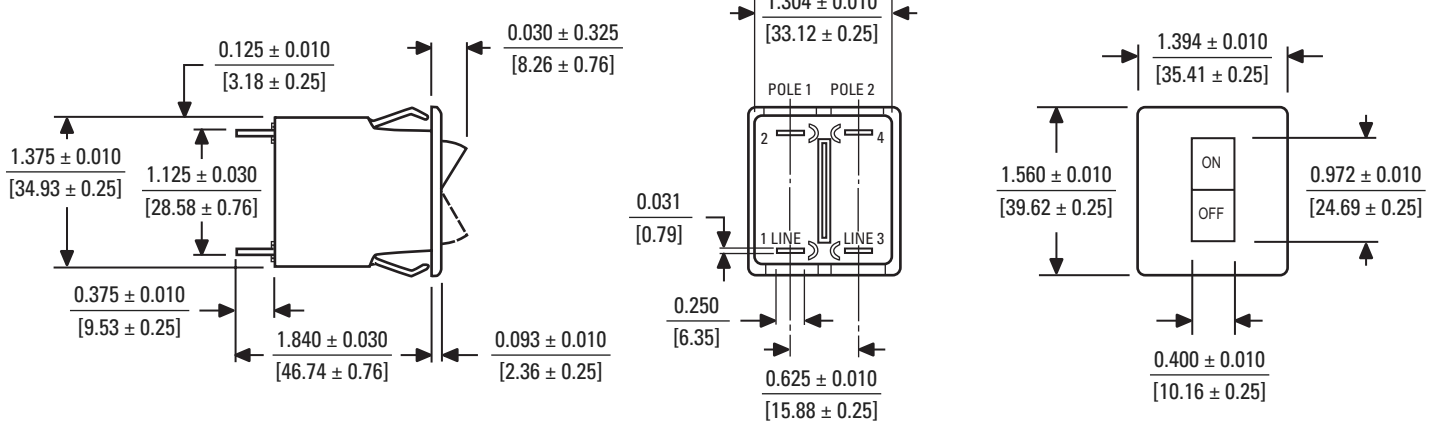 0.125 ± 0.010
[3.18 ± 0.25]
0.030 ± 0.325
[8.26 ± 0.76]
1.375 ± 0.010
[34.93 ± 0.25]
1.125 ± 0.030
[28.58 ± 0.76]
0.375 ± 0.010
[9.53 ± 0.25]
1.840 ± 0.030
[46.74 ± 0.76]
0.093 ± 0.010
[2.36 ± 0.25]
1.304 ± 0.010
[33.12 ± 0.25]
POLE 1 POLE 2
2
4
1 LINE
LINE 3
0.031
[0.79]
0.250
[6.35]
0.625 ± 0.010
[15.88 ± 0.25]
1.394 ± 0.010
[35.41 ± 0.25]
1.560 ± 0.010
[39.62 ± 0.25]
ON
OFF
0.972 ± 0.010
[24.69 ± 0.25]
0.400 ± 0.010
[10.16 ± 0.25]